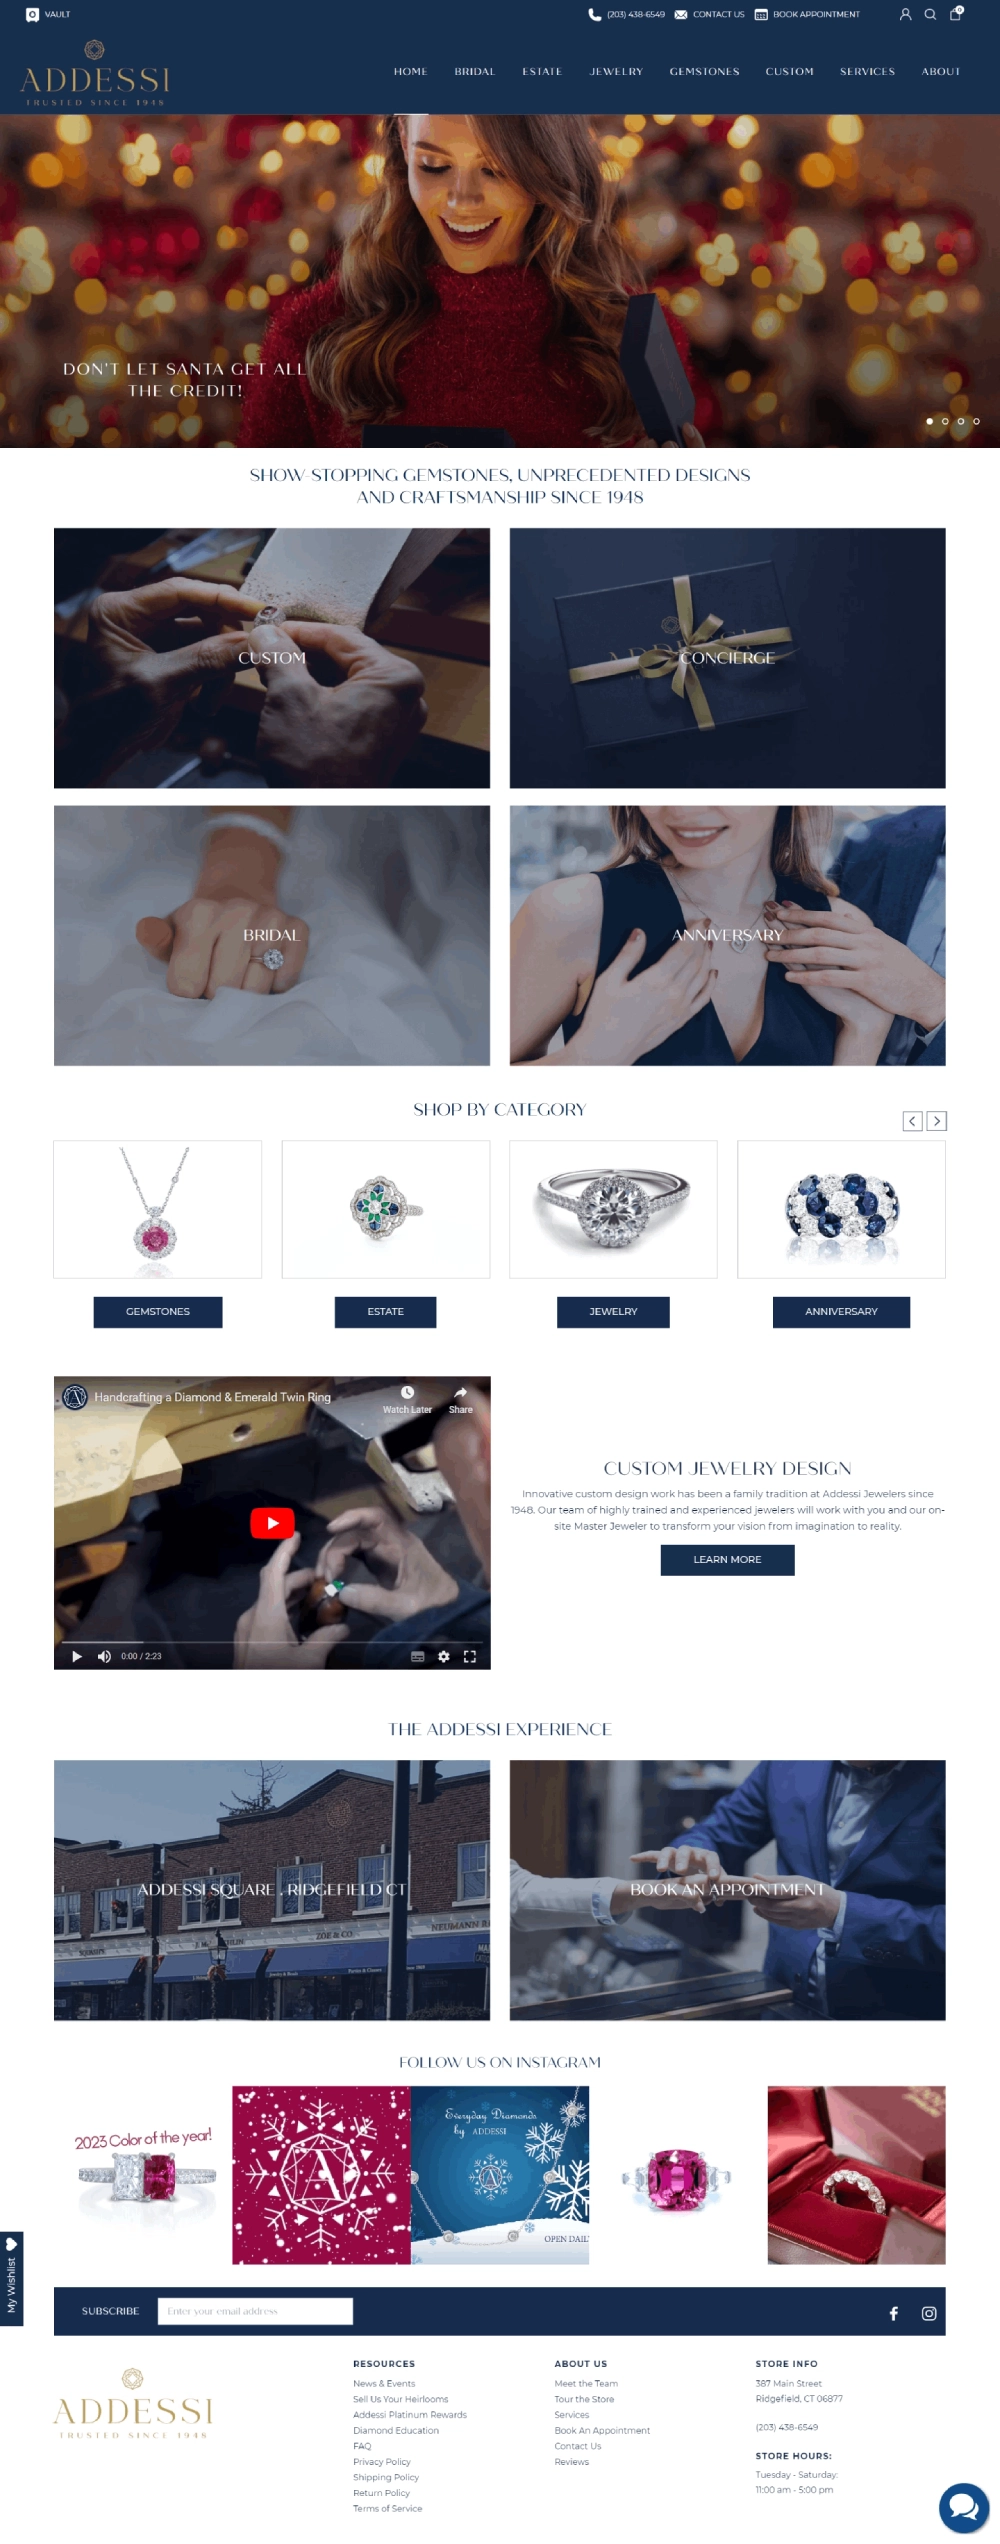 VAULT
(203) 438-6549
CONTACT US
BOOK APPOINTMENT
0
ADDESSI
TRUSTED SINCE 1948
HOME
BRIDAL
ESTATE
JEWELRY
GEMSTONES
CUSTOM
SERVICES
ABOUT
DON'T LET SANTA GET ALL
THE CREDIT!
SHOW-STOPPING GEMSTONES, UNPRECEDENTED DESIGNS
AND CRAFTSMANSHIP SINCE 1948
CUSTOM
CONCIERGE
BRIDAL
ANNIVERSARY
SHOP BY CATEGORY
GEMSTONES
ESTATE
JEWELRY
ANNIVERSARY
Handcrafting a Diamond & Emerald Twin Ring
Watch Later
Share
0:00 / 2:23
CUSTOM JEWELRY DESIGN
Innovative custom design work has been a family tradition at Addessi Jewelers since
1948. Our team of highly trained and experienced jewelers will work with you and our on-
site Master Jeweler to transform your vision from imagination to reality.
LEARN MORE
THE ADDESSI EXPERIENCE
ADDESSI SQUARE . RIDGEFIELD CT
ZOE & CO.
NEUMANN
BOOK AN APPOINTMENT
FOLLOW US ON INSTAGRAM
2023 Color of the year!
Everyday Diamonds
by ADDESSI
OPEN DAIL
My Wishlist
SUBSCRIBE
Enter your email address
ADDESSI
TRUSTED SINCE 1948
RESOURCES
News & Events
Sell Us Your Heirlooms
Addessi Platinum Rewards
Diamond Education
FAQ
Privacy Policy
Shipping Policy
Return Policy
Terms of Service
ABOUT US
Meet the Team
Tour the Store
Services
Book An Appointment
Contact Us
Reviews
STORE INFO
387 Main Street
Ridgefield, CT 06877
(203) 438-6549
STORE HOURS:
Tuesday - Saturday:
11:00 am - 5:00 pm